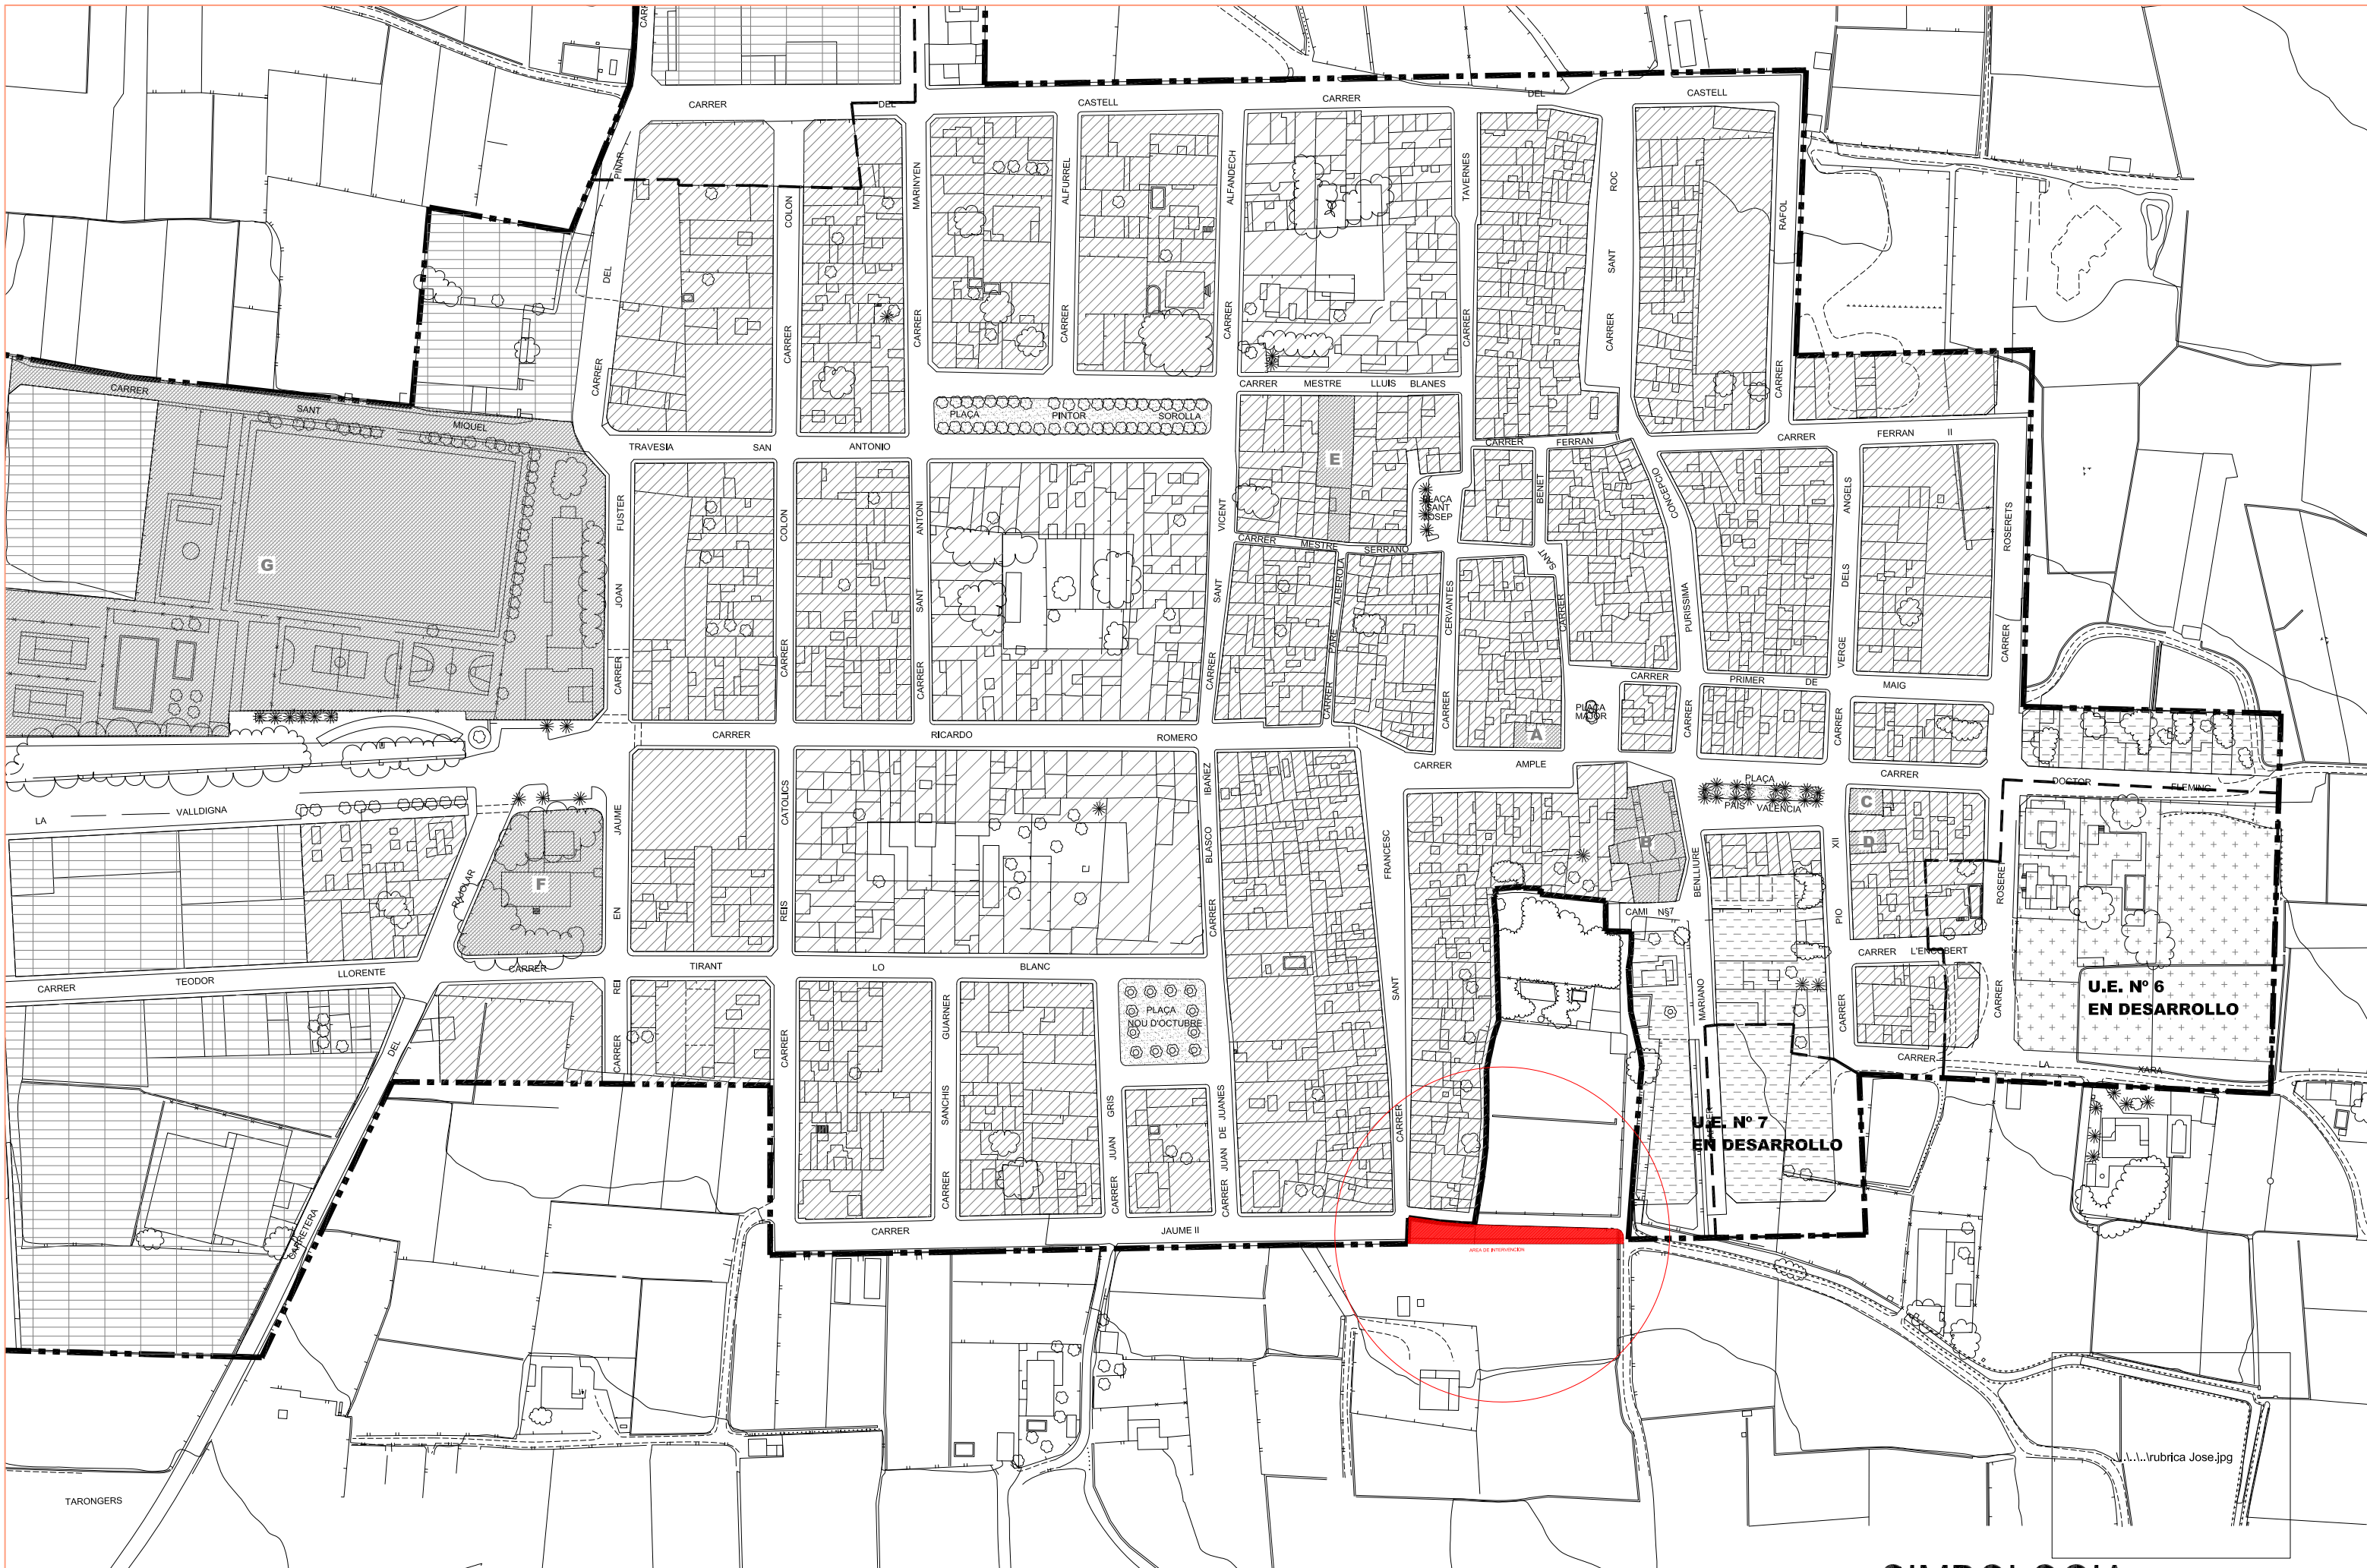 CARRER DEL CASTELL CARRER DEL CASTELL
CARRER DEL PINAR
CARRER COLON
CARRER MARINYEN
CARRER ALFURREL
CARRER ALFANDECH
CARRER TAVERNES
CARRER SANT ROC
CARRER RAFOL
CARRER SANT MIQUEL
CARRER MESTRE LLUIS BLANES
PLAÇA PINTOR SOROLLA
TRAVESIA SAN ANTONIO
CARRER FERRAN
CARRER FERRAN II
E
G
CARRER JOAN FUSTER
CARRER COLON
CARRER SANT ANTONI
CARRER SANT VICENT
PLAÇA
SANT
JOSEP
CARRER SANT BENET
CONCEPCIO
PURISSIMA
CARRER
CARRER VERGE DELS ANGELS
CARRER ROSERETS
CARRER MESTRE SERRANO
CARRER PARE ALBEROLA
CARRER CERVANTES
CARRER PRIMER DE MAIG
PLAÇA
MAJOR
A
CARRER RICARDO ROMERO
CARRER AMPLE
CARRER DOCTOR FLEMING
PLAÇA
PAIS VALENCIA
C
D
B
F
LA VALLDIGNA
RAJOLAR
CARRER REI EN JAUME
CARRER REIS CATOLICS
CARRER BLASCO IBAÑEZ
CARRER SANT FRANCESC
CARRER MARIANO BENLLIURE
CARRER PIO XII
CARRER ROSERET
CAMI Nº7
CARRER L'ENCOBERT
CARRER TEODOR LLORENTE
CARRER TIRANT LO BLANC
U.E. Nº 6
EN DESARROLLO
PLAÇA
NOU D'OCTUBRE
CARRER SANCHIS GUARNER
CARRER JUAN GRIS
CARRER JUAN DE JUANES
CARRER LA XARA
U.E. Nº 7
EN DESARROLLO
CARRETERA DEL
CARRER JAUME II
AREA DE INTERVENCION
TARONGERS
\..\..\..\rubrica Jose.jpg